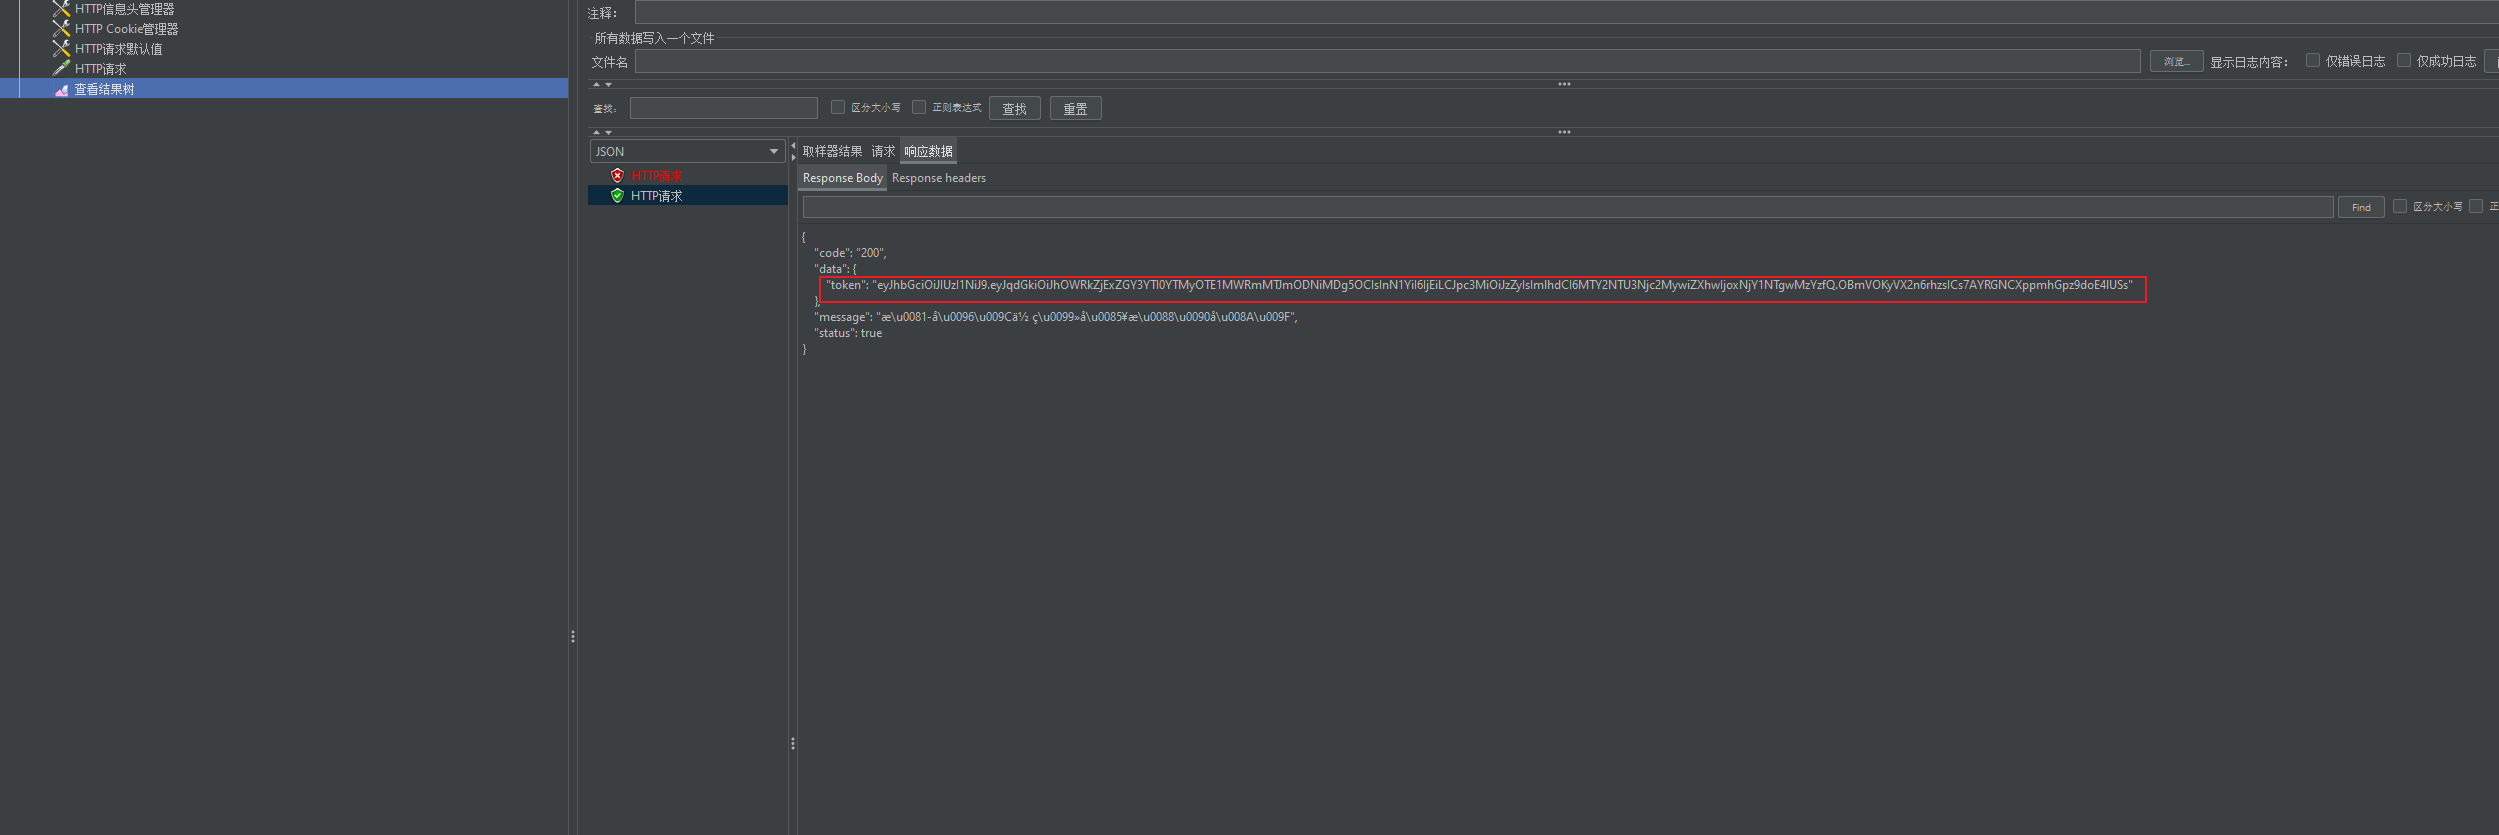 HTTP信息头管理器
HTTP Cookie管理器
HTTP请求默认值
HTTP请求
查看结果树
注释：
所有数据写入一个文件
文件名
浏览...
显示日志内容：
仅错误日志
仅成功日志
查找：
区分大小写
正则表达式
查找
重置
JSON
HTTP请求
HTTP请求
取样器结果 请求 响应数据
Response Body Response headers
Find
区分大小写
正
{
"code": "200",
"data": {
"token":
},
"message": "æ\u0081-å\u0096\u009Cä½ ç\u0099»å\u0085¥æ\u0088\u0090å\u008A\u009F",
"status": true
}